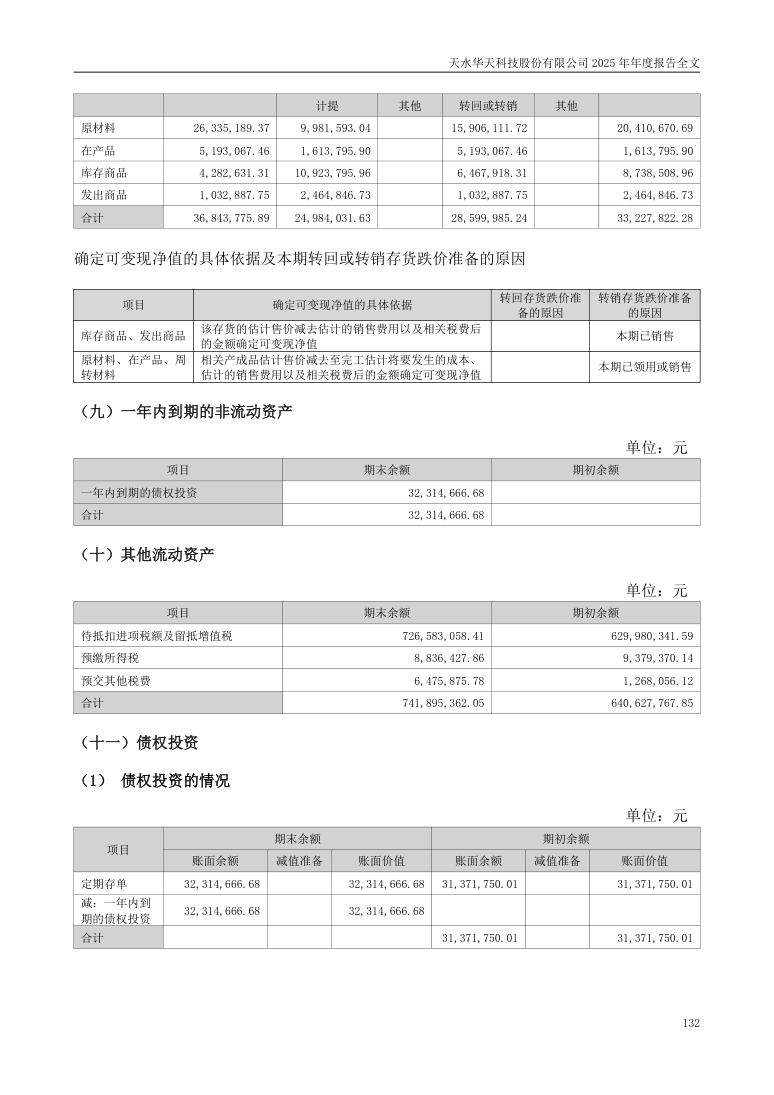 天水华天科技股份有限公司 2025 年年度报告全文
计提 其他 转回或转销 其他
原材料 26,335,189.37 9,981,593.04 15,906,111.72 20,410,670.69
在产品 5,193,067.46 1,613,795.90 5,193,067.46 1,613,795.90
库存商品 4,282,631.31 10,923,795.96 6,467,918.31 8,738,508.96
发出商品 1,032,887.75 2,464,846.73 1,032,887.75 2,464,846.73
合计 36,843,775.89 24,984,031.63 28,599,985.24 33,227,822.28
确定可变现净值的具体依据及本期转回或转销存货跌价准备的原因
项目 确定可变现净值的具体依据 转回存货跌价准备的原因 转销存货跌价准备的原因
库存商品、发出商品 该存货的估计售价减去估计的销售费用以及相关税费后的金额确定可变现净值 本期已销售
原材料、在产品、周转材料 相关产成品估计售价减去至完工估计将要发生的成本、估计的销售费用以及相关税费后的金额确定可变现净值 本期已领用或销售
（九）一年内到期的非流动资产
单位：元
项目 期末余额 期初余额
一年内到期的债权投资 32,314,666.68
合计 32,314,666.68
（十）其他流动资产
单位：元
项目 期末余额 期初余额
待抵扣进项税额及留抵增值税 726,583,058.41 629,980,341.59
预缴所得税 8,836,427.86 9,379,370.14
预交其他税费 6,475,875.78 1,268,056.12
合计 741,895,362.05 640,627,767.85
（十一）债权投资
（1） 债权投资的情况
单位：元
项目 期末余额 期初余额
账面余额 减值准备 账面价值 账面余额 减值准备 账面价值
定期存单 32,314,666.68 32,314,666.68 31,371,750.01 31,371,750.01
减：一年内到期的债权投资 32,314,666.68 32,314,666.68
合计 31,371,750.01 31,371,750.01
132